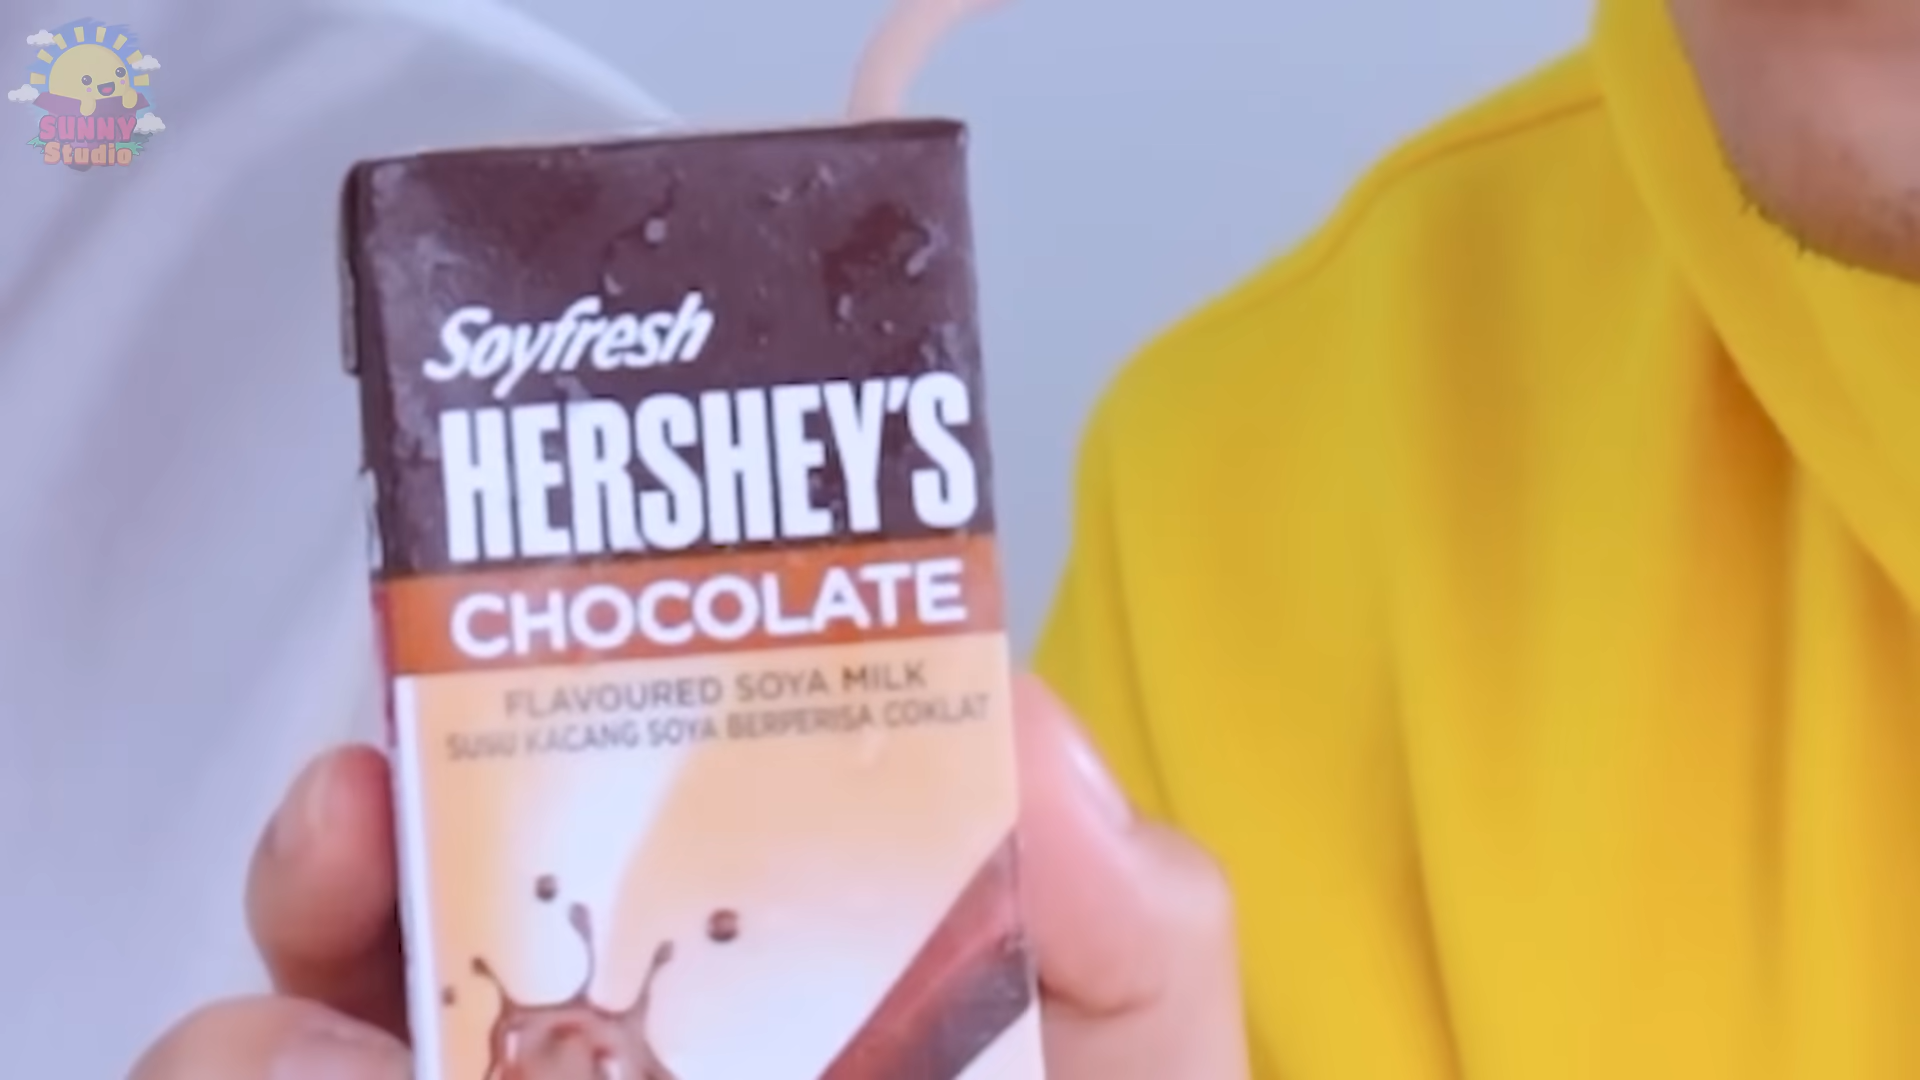 SUNNY
Studio
Soyfresh
HERSHEY'S
CHOCOLATE
FLAVOURED SOYA MILK
SUSU KACANG SOYA BERPERISA COKLAT